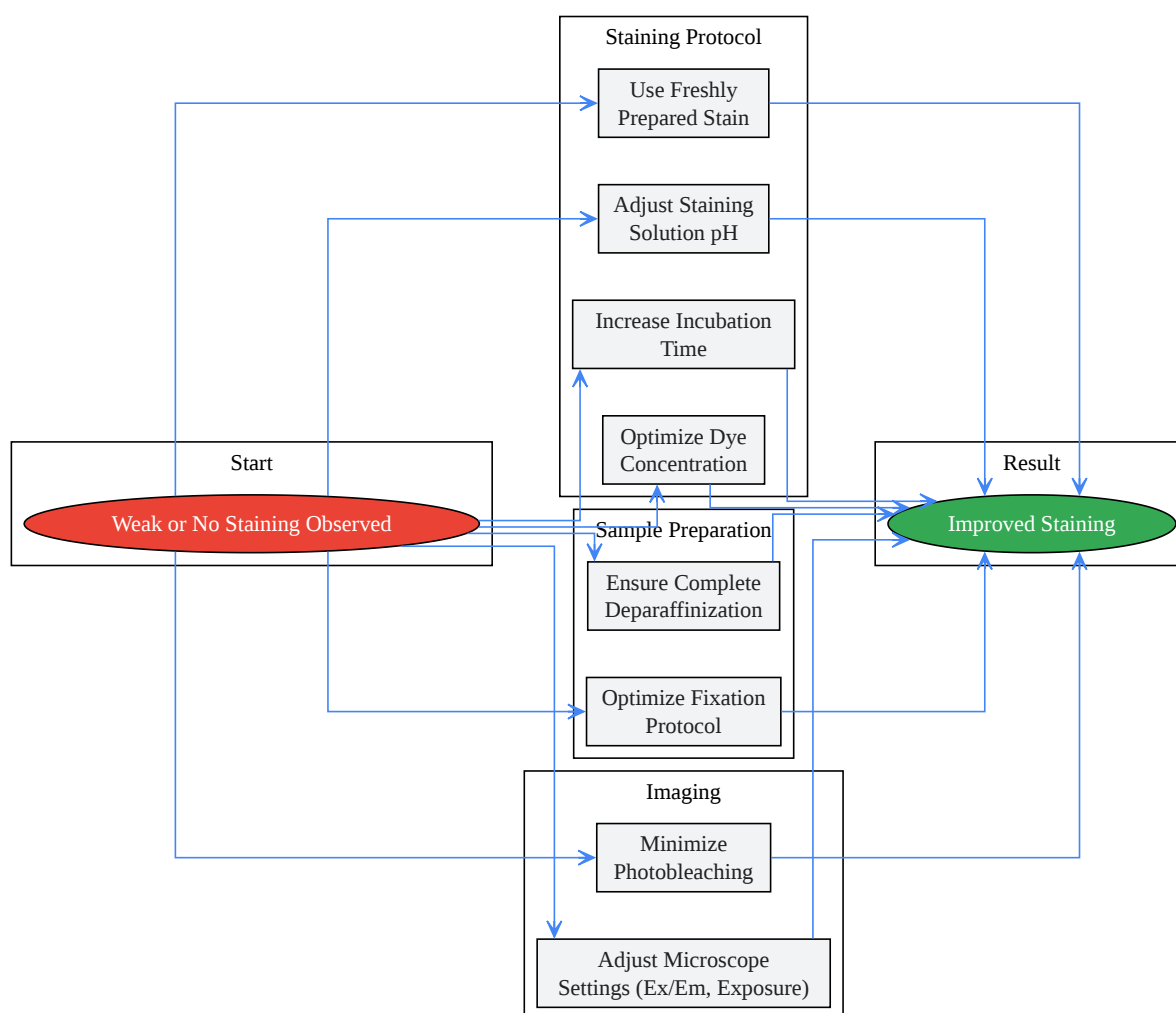 Staining Protocol
Use Freshly
Prepared Stain
Adjust Staining
Solution pH
Increase Incubation
Time
Optimize Dye
Concentration
Start
Weak or No Staining Observed
Result
Improved Staining
Sample Preparation
Ensure Complete
Deparaffinization
Optimize Fixation
Protocol
Imaging
Minimize
Photobleaching
Adjust Microscope
Settings (Ex/Em, Exposure)